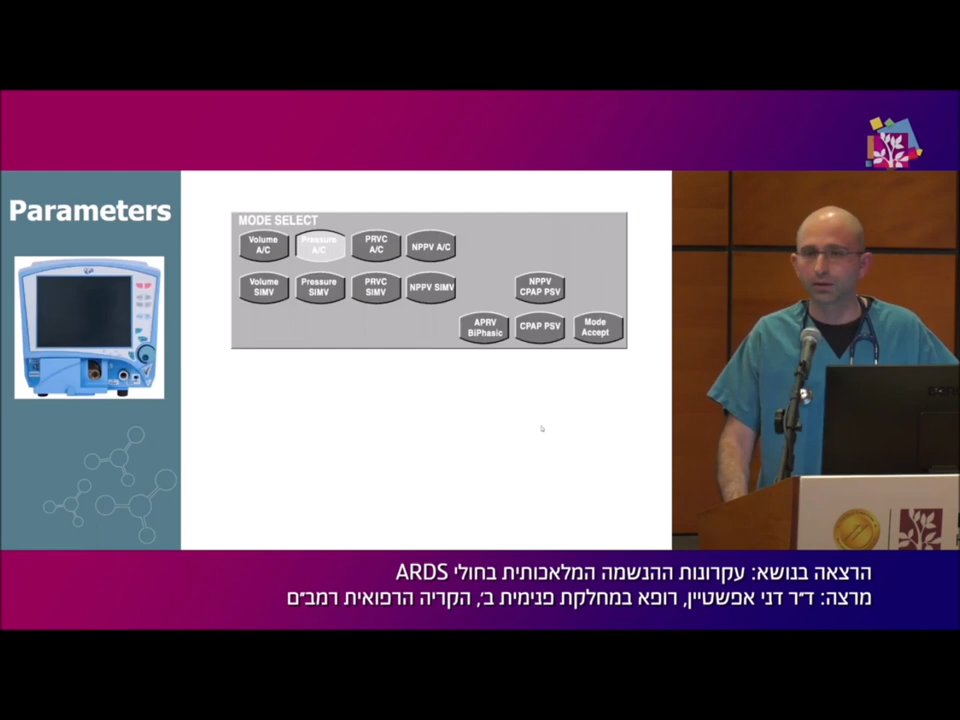 Parameters
MODE SELECT
Volume A/C
Pressure A/C
PRVC A/C
NPPV A/C
Volume SIMV
Pressure SIMV
PRVC SIMV
NPPV SIMV
NPPV CPAP PSV
APRV BiPhasic
CPAP PSV
Mode Accept
הרצאה בנושא: עקרונות ההנשמה המלאכותית בחולי ARDS
מרצה: ד״ר דני אפשטיין, רופא במחלקת פנימית ב׳, הקריה הרפואית רמב״ם